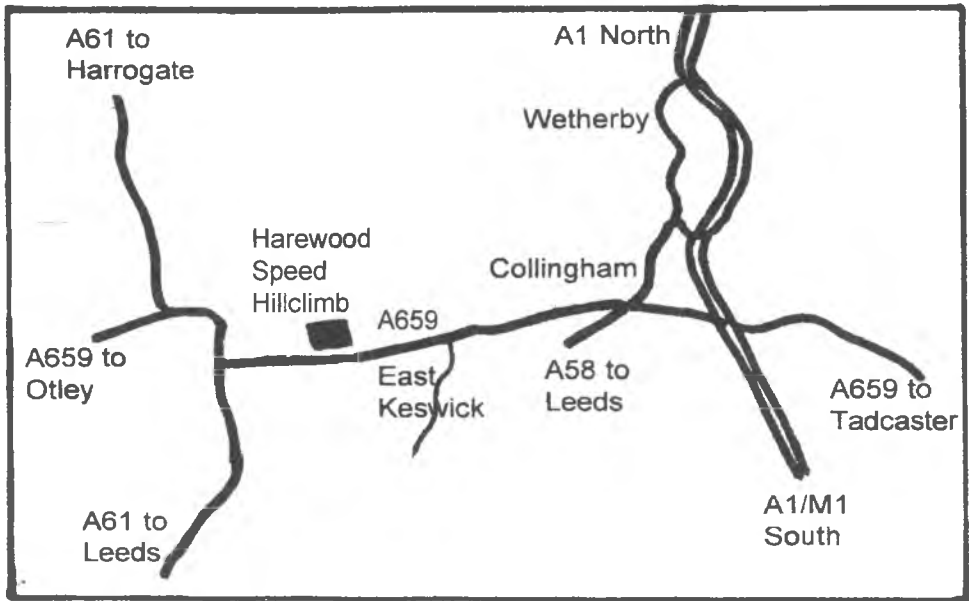 A61 to
Harrogate
A1 North
Wetherby
Harewood
Speed
Hillclimb
Collingham
A659
A659 to
Otley
East
Keswick
A58 to
Leeds
A659 to
Tadcaster
A61 to
Leeds
A1/M1
South